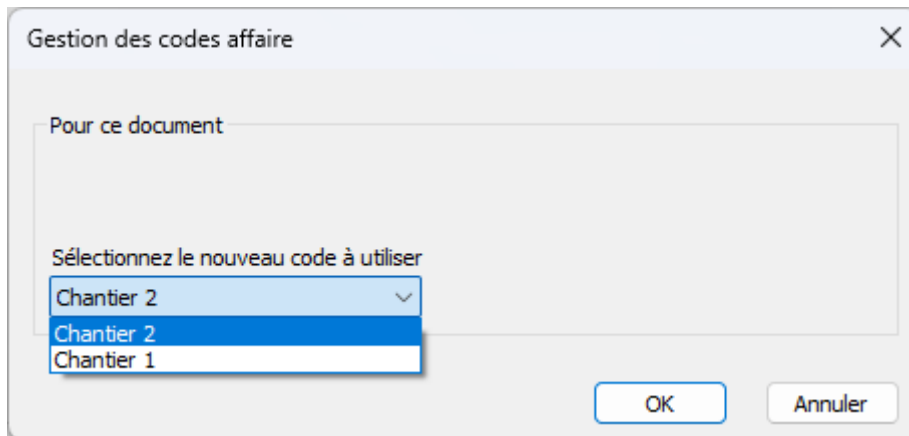 Gestion des codes affaire
Pour ce document
Sélectionnez le nouveau code à utiliser
Chantier 2
Chantier 2
Chantier 1
OK Annuler